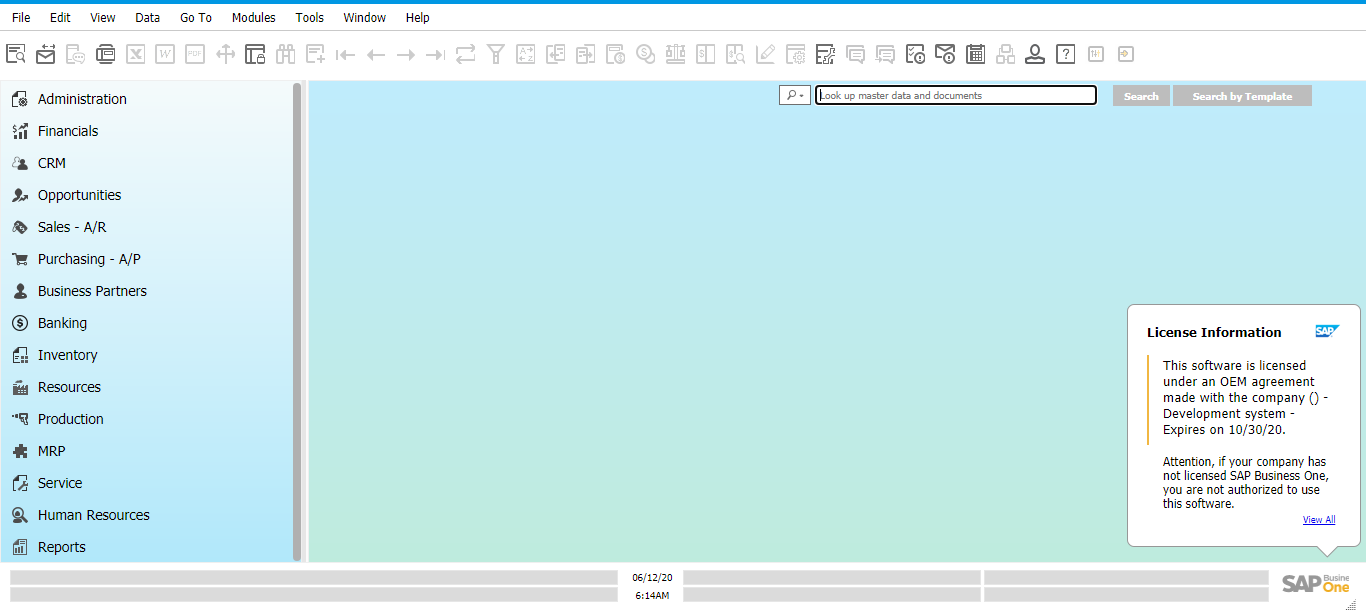 File Edit View Data Go To Modules Tools Window Help
Look up master data and documents
Search
Search by Template
Administration
Financials
CRM
Opportunities
Sales - A/R
Purchasing - A/P
Business Partners
Banking
Inventory
Resources
Production
MRP
Service
Human Resources
Reports
License Information
SAP
This software is licensed
under an OEM agreement
made with the company () -
Development system -
Expires on 10/30/20.
Attention, if your company has
not licensed SAP Business One,
you are not authorized to use
this software.
View All
06/12/20
6:14AM
SAP Busine
One